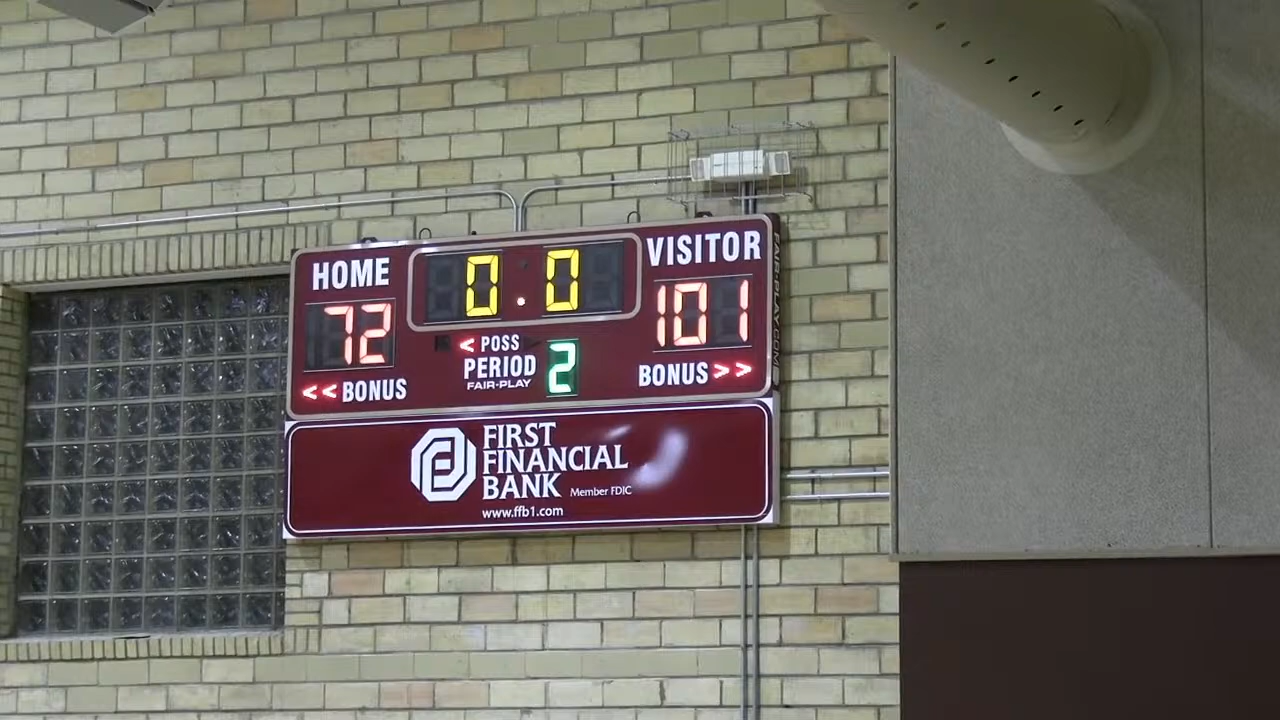 HOME
0.0
VISITOR
72
101
< POSS
PERIOD 2
FAIR-PLAY
<< BONUS
BONUS >>
FIRST
FINANCIAL
BANK Member FDIC
www.ffb1.com
FAIR-PLAY.COM